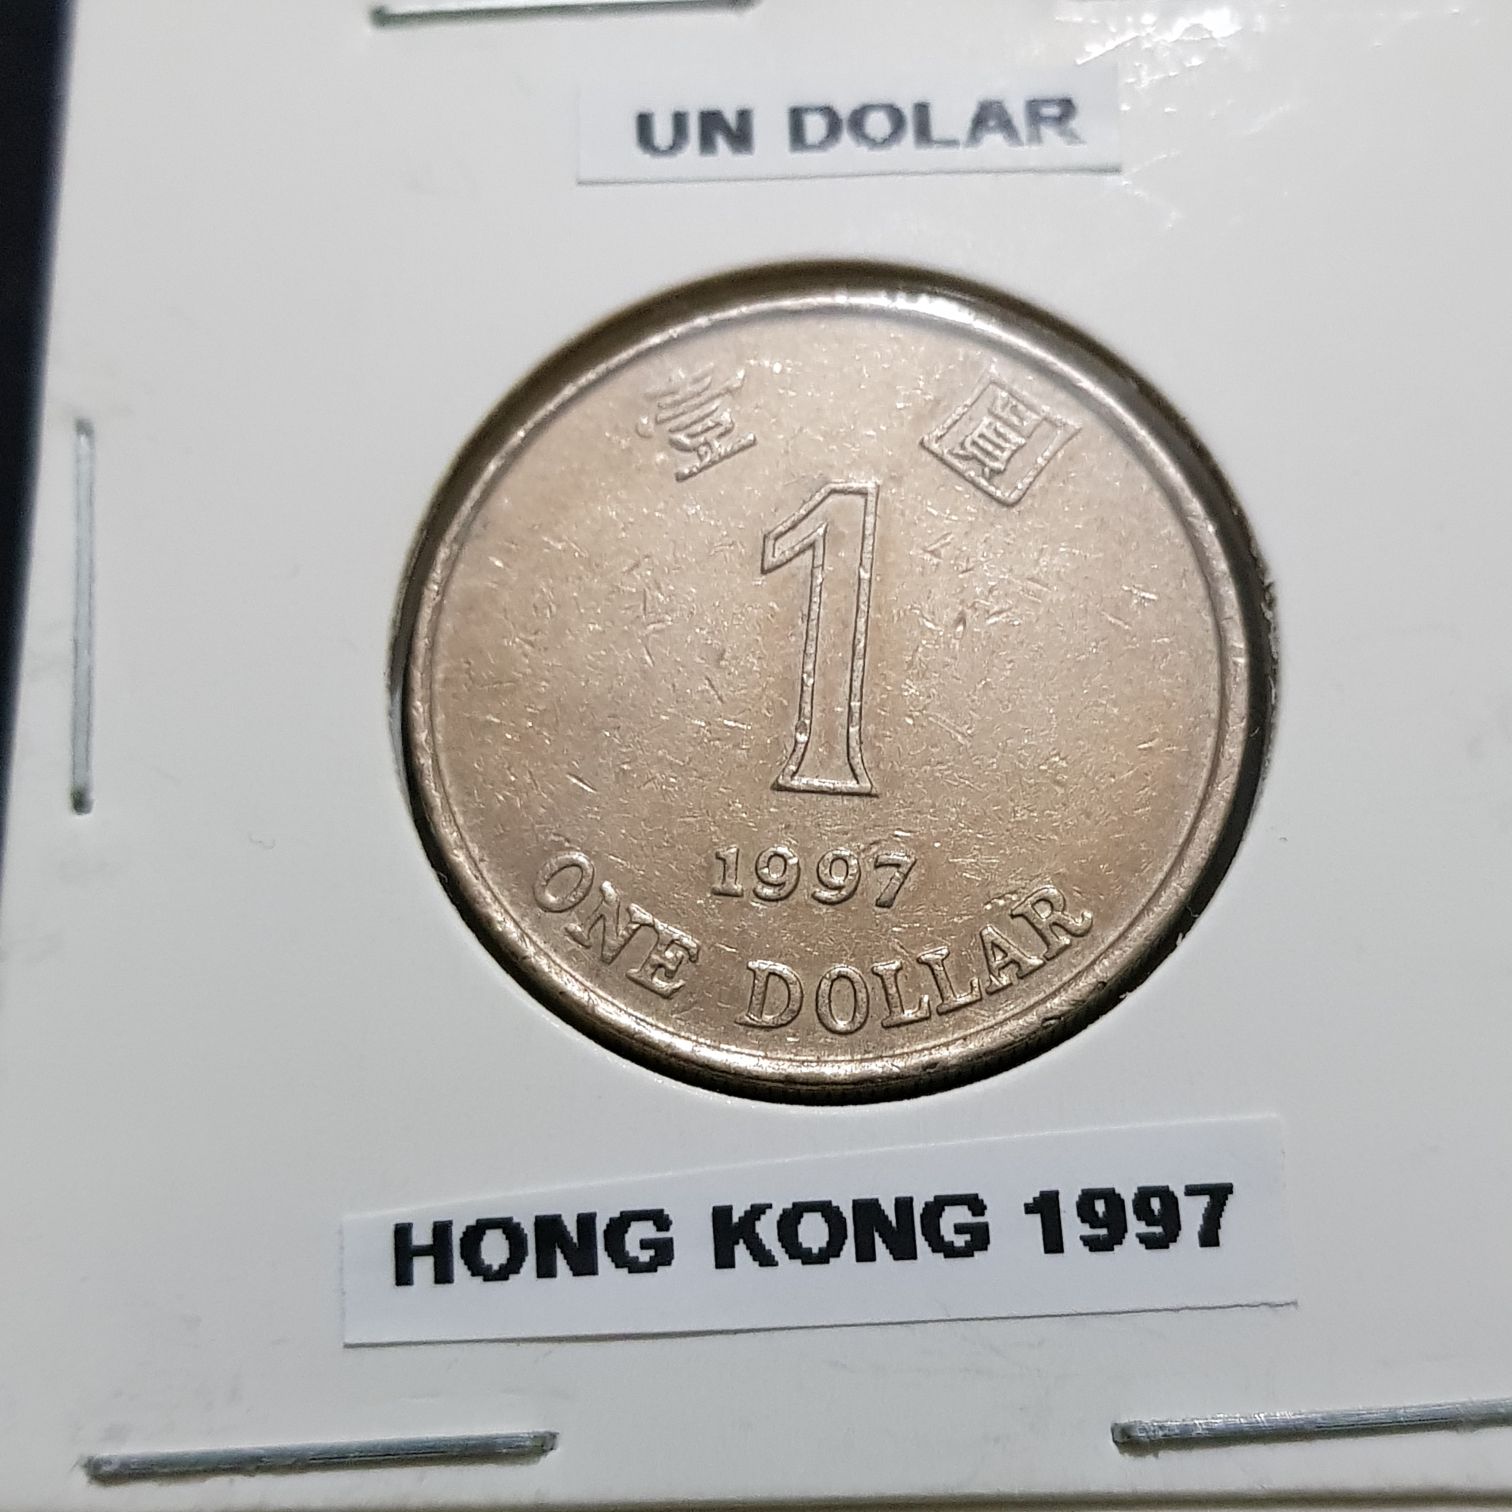 UN DOLAR
壹 圓
1
1997
ONE DOLLAR
HONG KONG 1997